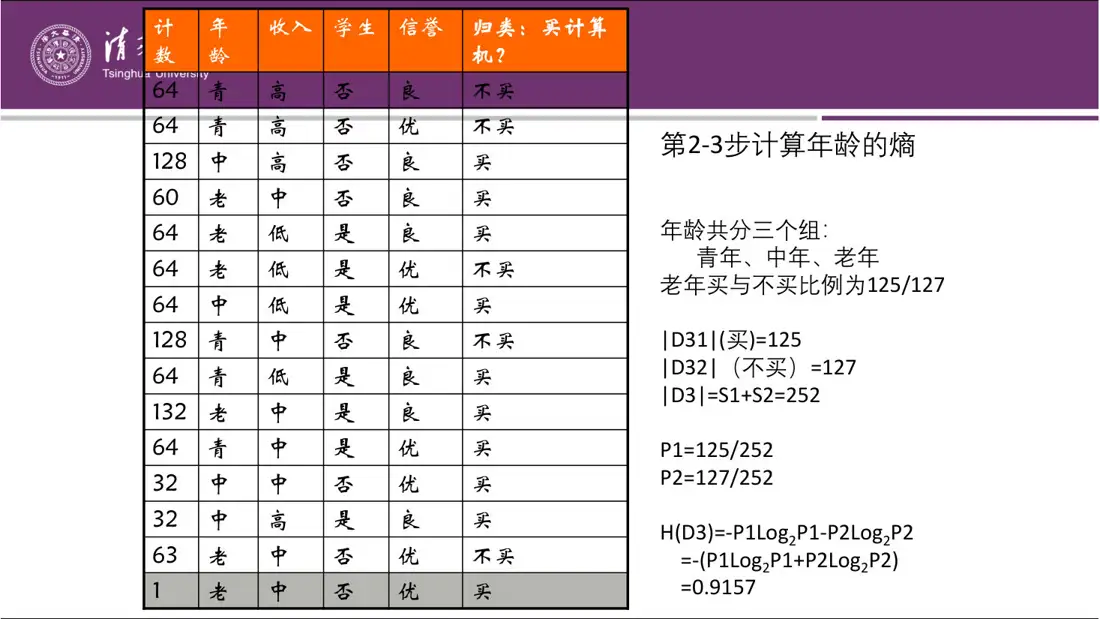 清
Tsinghua University
计数 年龄 收入 学生 信誉 归类：买计算机？
64 青 高 否 良 不买
64 青 高 否 优 不买
128 中 高 否 良 买
60 老 中 否 良 买
64 老 低 是 良 买
64 老 低 是 优 不买
64 中 低 是 优 买
128 青 中 否 良 不买
64 青 低 是 良 买
132 老 中 是 良 买
64 青 中 是 优 买
32 中 中 否 优 买
32 中 高 是 良 买
63 老 中 否 优 不买
1 老 中 否 优 买
第2-3步计算年龄的熵
年龄共分三个组：
青年、中年、老年
老年买与不买比例为125/127
|D31|(买)=125
|D32|（不买）=127
|D3|=S1+S2=252
P1=125/252
P2=127/252
H(D3)=-P1Log₂P1-P2Log₂P2
=-(P1Log₂P1+P2Log₂P2)
=0.9157